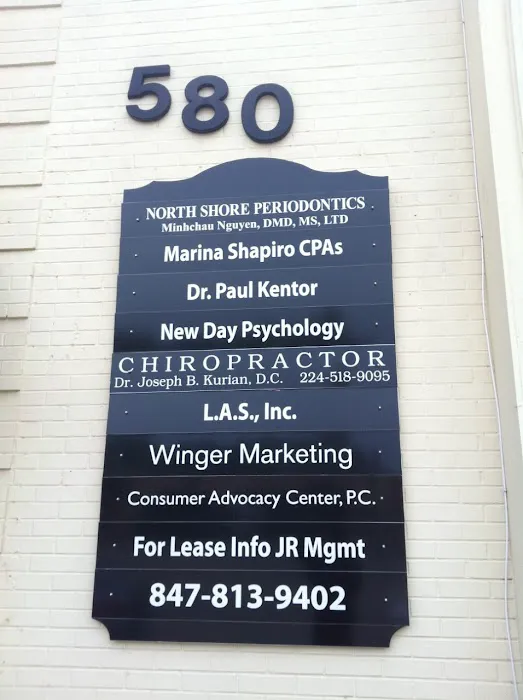 580
NORTH SHORE PERIODONTICS
Minhchau Nguyen, DMD, MS, LTD
Marina Shapiro CPAs
Dr. Paul Kentor
New Day Psychology
CHIROPRACTOR
Dr. Joseph B. Kurian, D.C. 224-518-9095
L.A.S., Inc.
Winger Marketing
Consumer Advocacy Center, P.C.
For Lease Info JR Mgmt
847-813-9402